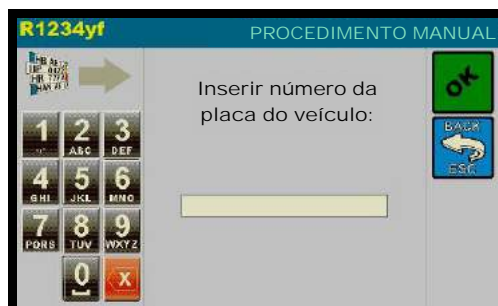 R1234yf
PROCEDIMENTO MANUAL
Inserir número da
placa do veículo:
OK
BACK
ESC
1 2 3
ABC DEF
4 5 6
GHI JKL MNO
7 8 9
PQRS TUV WXYZ
0 X